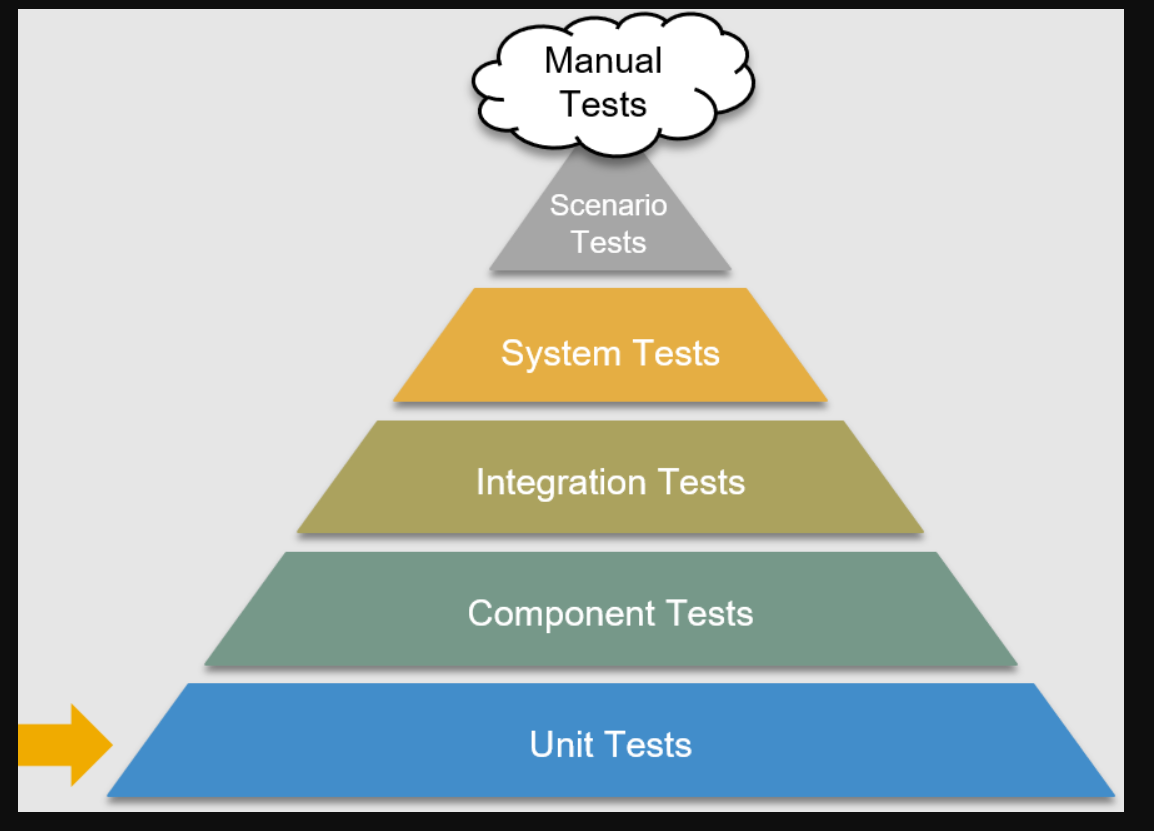 Manual
Tests
Scenario
Tests
System Tests
Integration Tests
Component Tests
Unit Tests